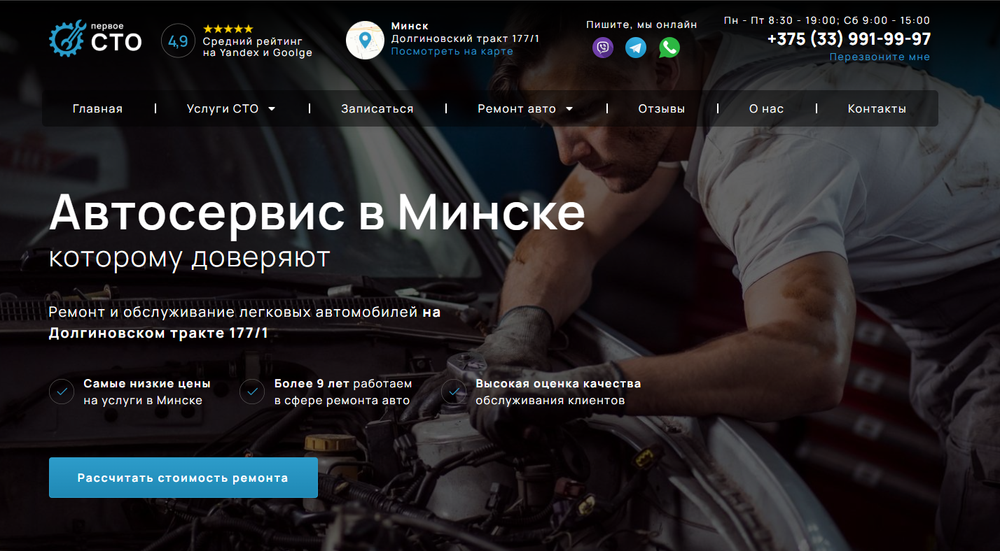 первое
СТО
4,9
Средний рейтинг
на Yandex и Goolge
Минск
Долгиновский тракт 177/1
Посмотреть на карте
Пишите, мы онлайн
Пн - Пт 8:30 - 19:00; Сб 9:00 - 15:00
+375 (33) 991-99-97
Перезвоните мне
Главная
Услуги СТО
Записаться
Ремонт авто
Отзывы
О нас
Контакты
Автосервис в Минске
которому доверяют
Ремонт и обслуживание легковых автомобилей на
Долгиновском тракте 177/1
Самые низкие цены
на услуги в Минске
Более 9 лет работаем
в сфере ремонта авто
Высокая оценка качества
обслуживания клиентов
Рассчитать стоимость ремонта